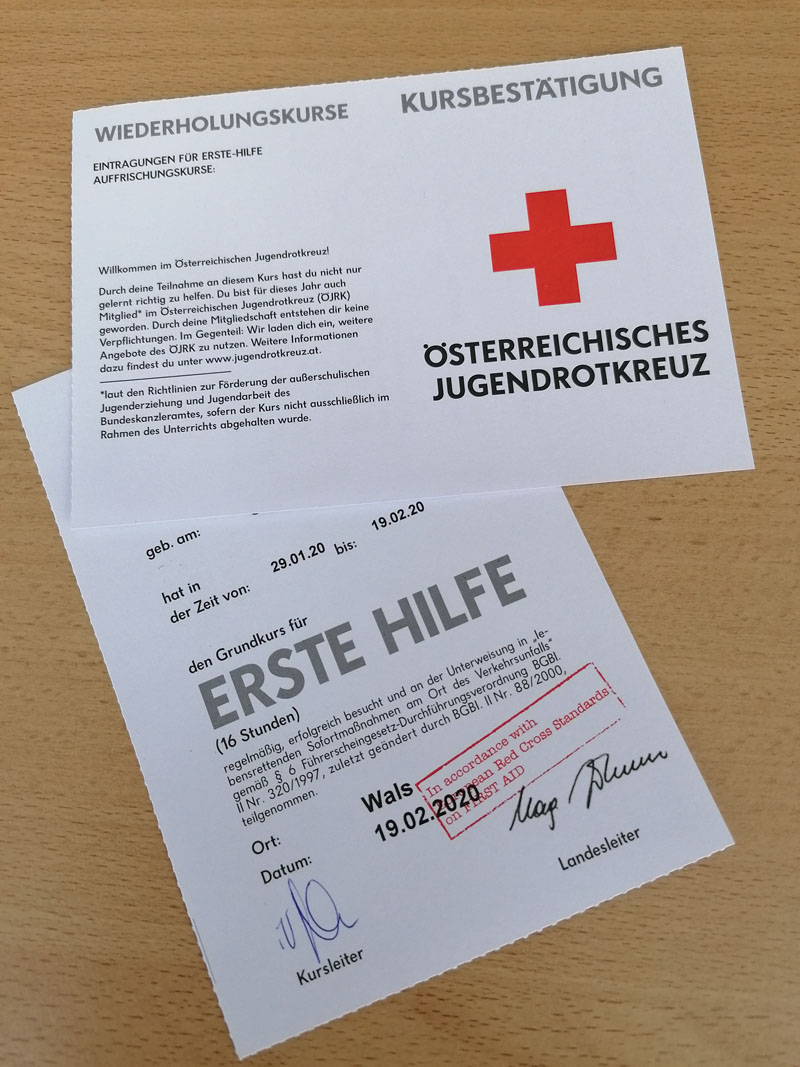 WIEDERHOLUNGSKURSE
EINTRAGUNGEN FÜR ERSTE-HILFE
AUFFRISCHUNGSKURSE:
Willkommen im Österreichischen Jugendrotkreuz!
Durch deine Teilnahme an diesem Kurs hast du nicht nur
gelernt richtig zu helfen. Du bist für dieses Jahr auch
Mitglied* im Österreichischen Jugendrotkreuz (ÖJRK)
geworden. Durch deine Mitgliedschaft entstehen dir keine
Verpflichtungen. Im Gegenteil: Wir laden dich ein, weitere
Angebote des ÖJRK zu nutzen. Weitere Informationen
dazu findest du unter www.jugendrotkreuz.at.
*laut den Richtlinien zur Förderung der außerschulischen
Jugenderziehung und Jugendarbeit des
Bundeskanzleramtes, sofern der Kurs nicht ausschließlich im
Rahmen des Unterrichts abgehalten wurde.
KURSBESTÄTIGUNG
ÖSTERREICHISCHES
JUGENDROTKREUZ
geb. am:
hat in
der Zeit von: 29.01.20 bis: 19.02.20
den Grundkurs für
ERSTE HILFE
(16 Stunden)
regelmäßig, erfolgreich besucht und an der Unterweisung in „le-
bensrettenden Sofortmaßnahmen am Ort des Verkehrsunfalls"
gemäß § 6 Führerscheingesetz-Durchführungsverordnung BGBl.
II Nr. 320/1997, zuletzt geändert durch BGBl. II Nr. 88/2000,
teilgenommen.
Ort: Wals
Datum: 19.02.2020
In accordance with
European Red Cross Standards
on FIRST AID
Kursleiter
Landesleiter